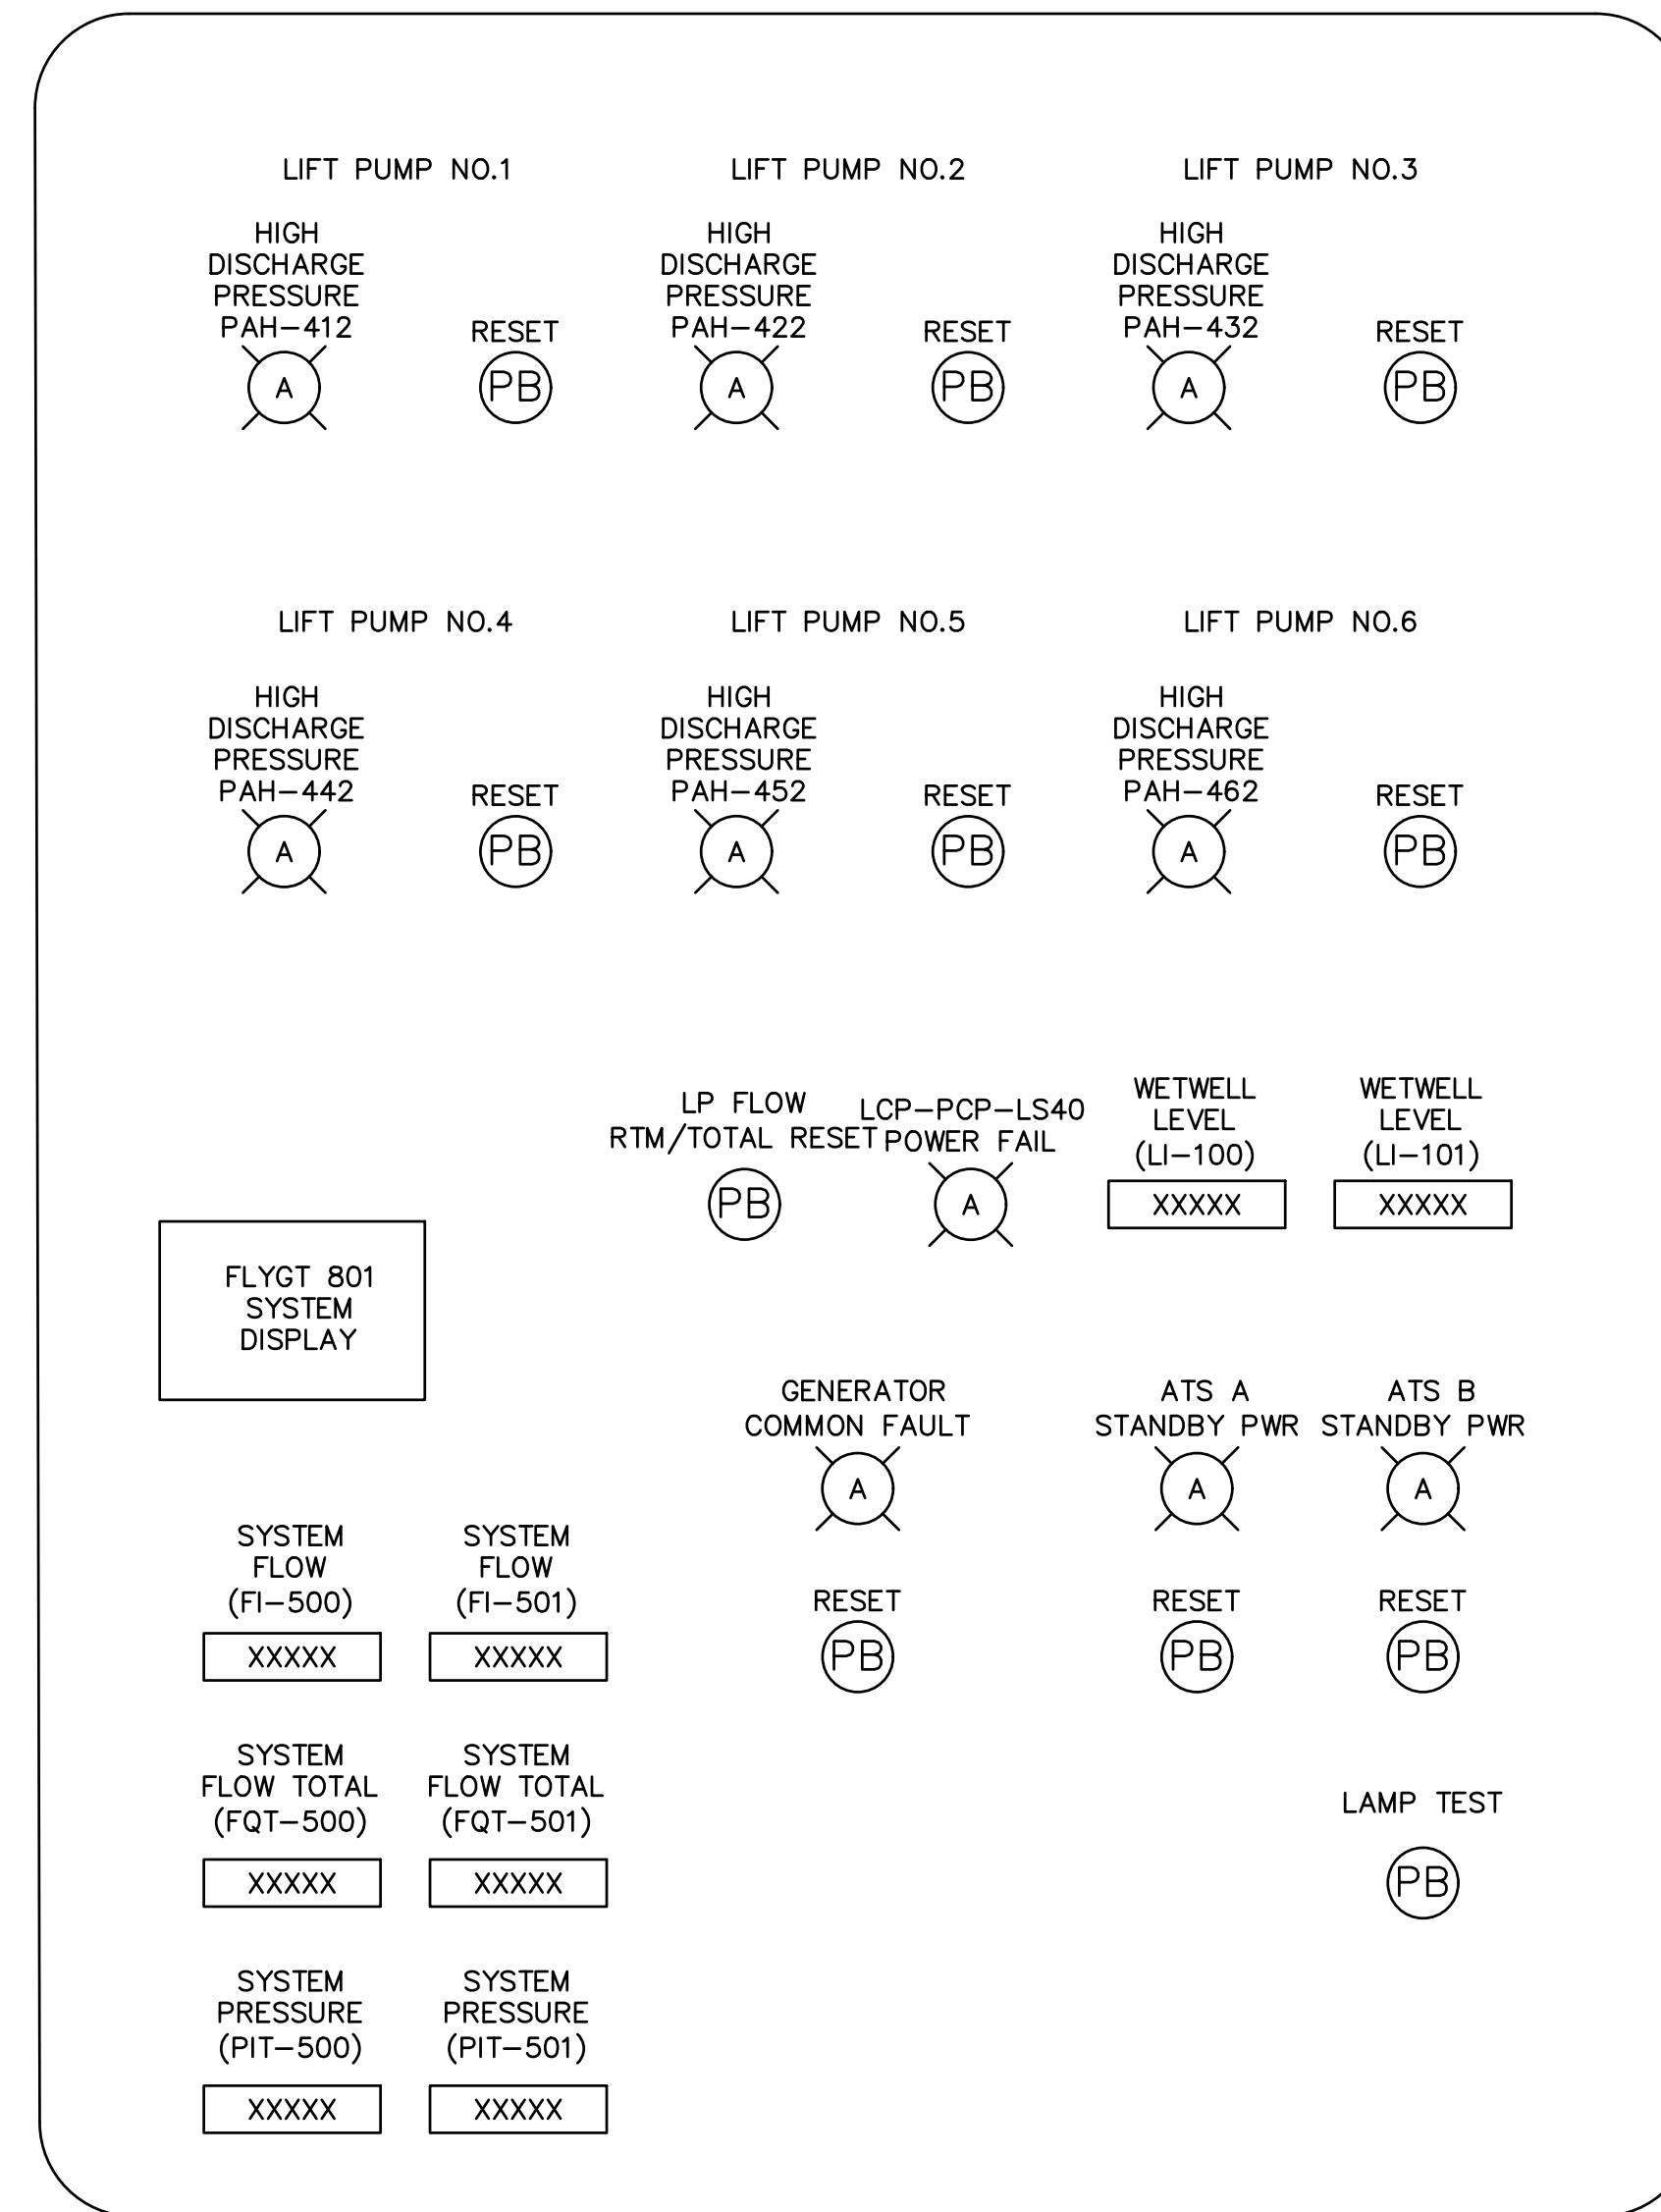 LIFT PUMP NO.1
LIFT PUMP NO.2
LIFT PUMP NO.3
HIGH
DISCHARGE
PRESSURE
PAH-412
A
RESET
PB
HIGH
DISCHARGE
PRESSURE
PAH-422
A
RESET
PB
HIGH
DISCHARGE
PRESSURE
PAH-432
A
RESET
PB
LIFT PUMP NO.4
LIFT PUMP NO.5
LIFT PUMP NO.6
HIGH
DISCHARGE
PRESSURE
PAH-442
A
RESET
PB
HIGH
DISCHARGE
PRESSURE
PAH-452
A
RESET
PB
HIGH
DISCHARGE
PRESSURE
PAH-462
A
RESET
PB
LP FLOW
RTM/TOTAL RESET
PB
LCP-PCP-LS40
POWER FAIL
A
WETWELL
LEVEL
(LI-100)
XXXXX
WETWELL
LEVEL
(LI-101)
XXXXX
FLYGT 801
SYSTEM
DISPLAY
GENERATOR
COMMON FAULT
A
RESET
PB
ATS A
STANDBY PWR
A
RESET
PB
ATS B
STANDBY PWR
A
RESET
PB
SYSTEM
FLOW
(FI-500)
XXXXX
SYSTEM
FLOW
(FI-501)
XXXXX
SYSTEM
FLOW TOTAL
(FQT-500)
XXXXX
SYSTEM
FLOW TOTAL
(FQT-501)
XXXXX
LAMP TEST
PB
SYSTEM
PRESSURE
(PIT-500)
XXXXX
SYSTEM
PRESSURE
(PIT-501)
XXXXX